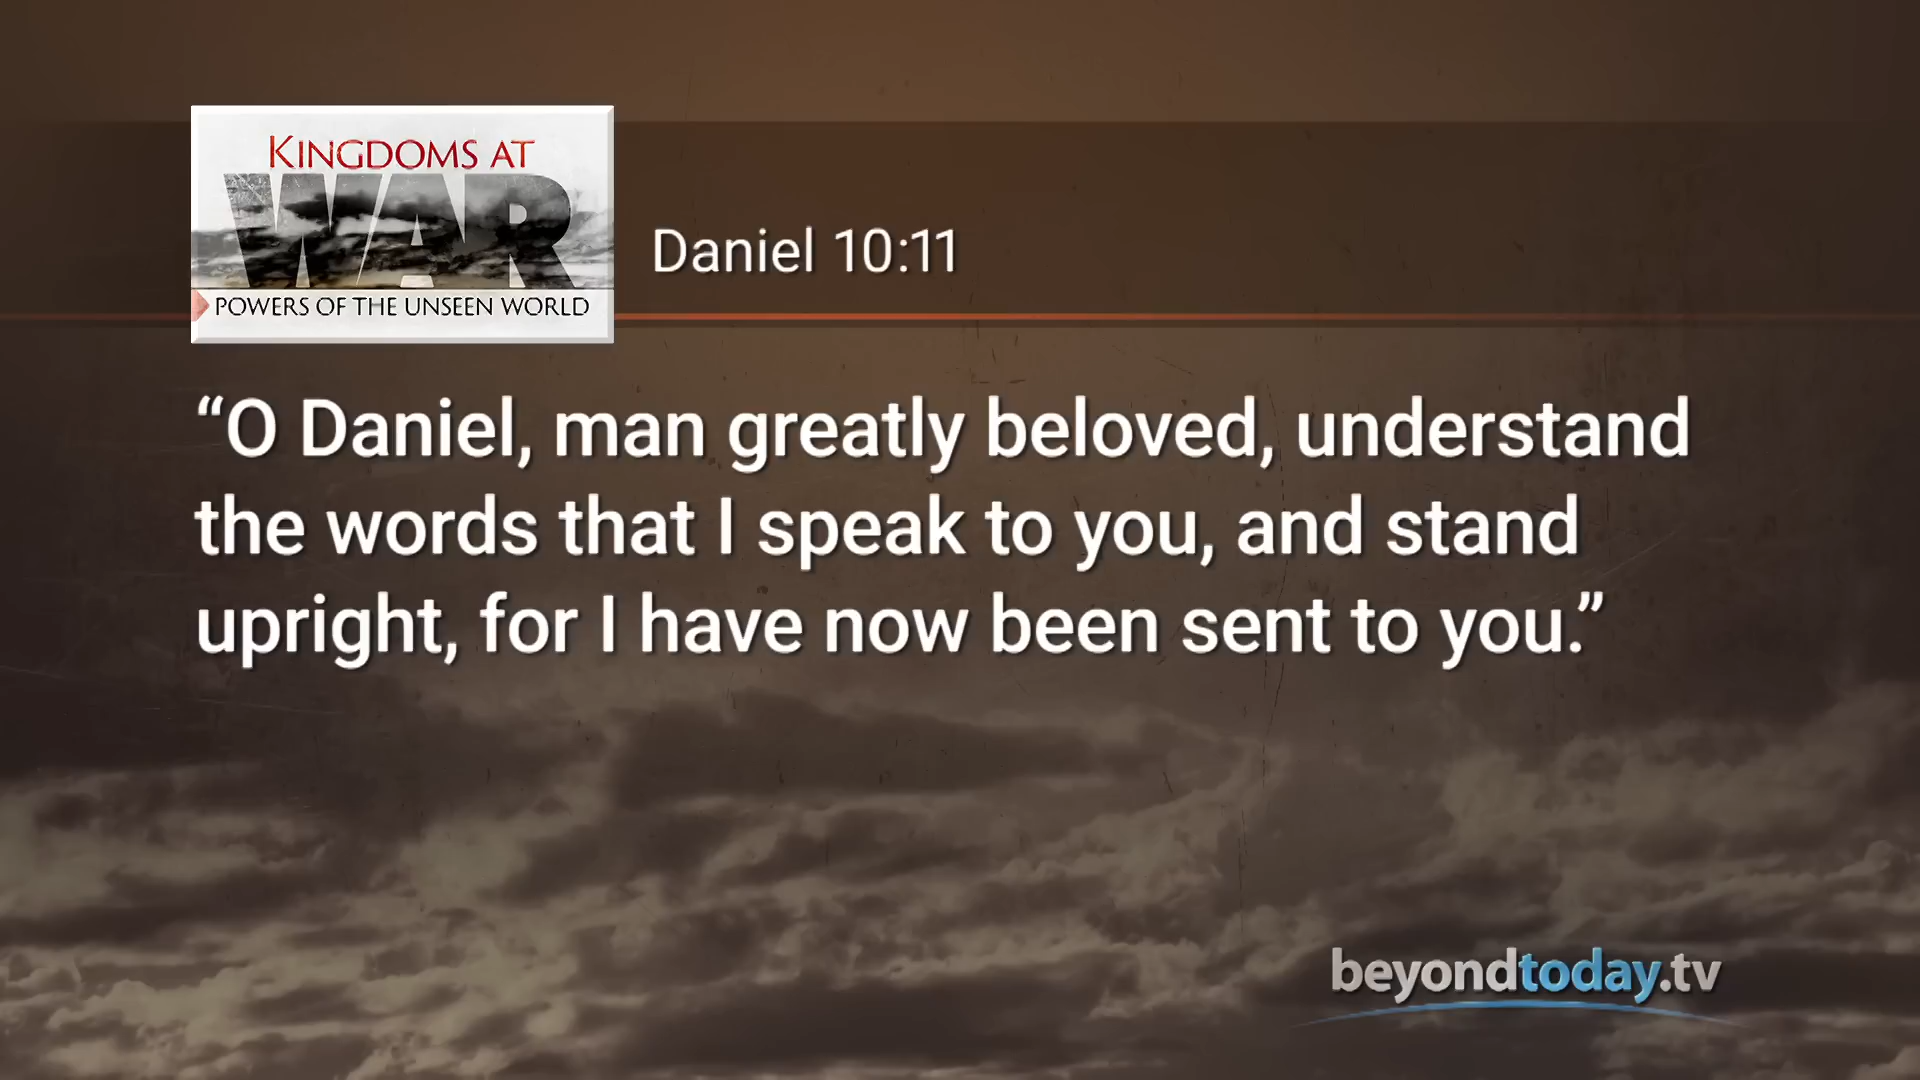 KINGDOMS AT
WAR
POWERS OF THE UNSEEN WORLD
Daniel 10:11
“O Daniel, man greatly beloved, understand
the words that I speak to you, and stand
upright, for I have now been sent to you.”
beyondtoday.tv